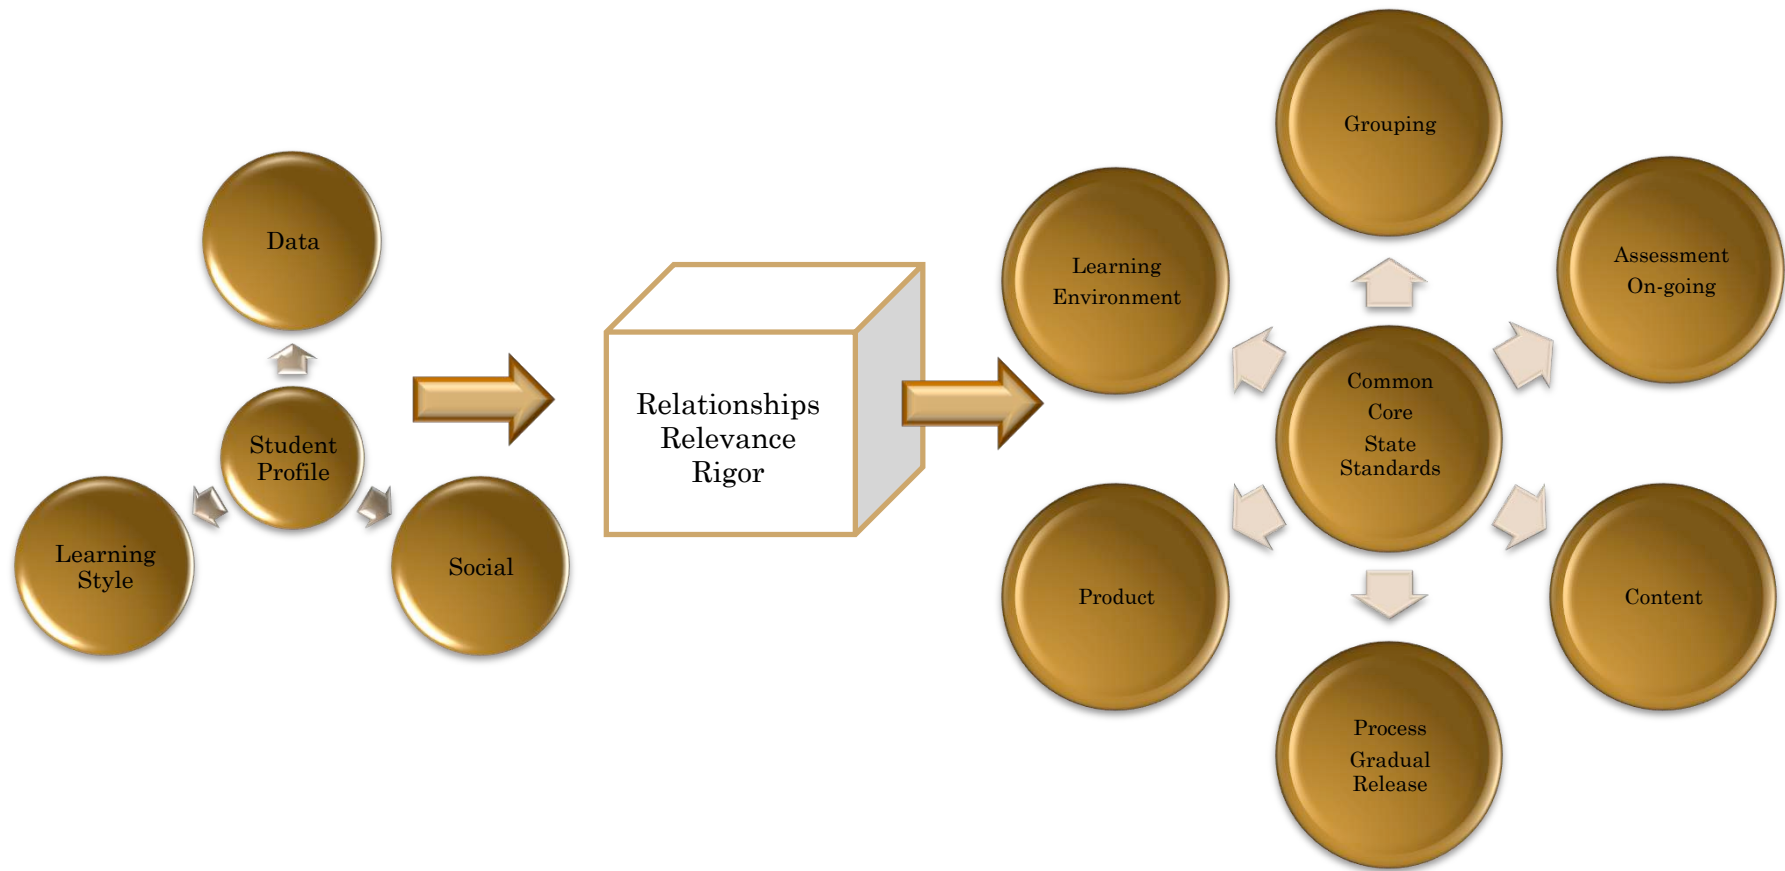 Data
Student
Profile
Learning
Style
Social
Relationships
Relevance
Rigor
Grouping
Assessment
On-going
Content
Process
Gradual
Release
Product
Learning
Environment
Common
Core
State
Standards